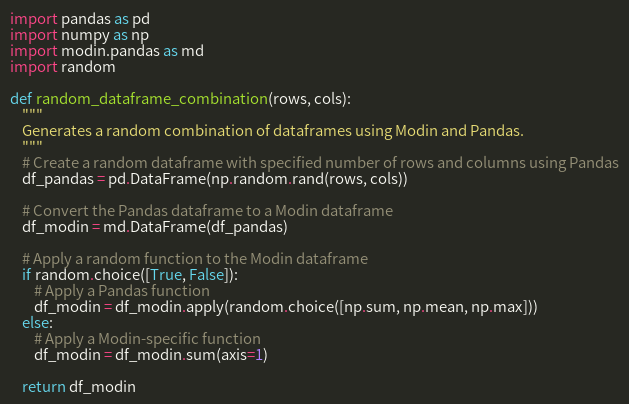 import pandas as pd
import numpy as np
import modin.pandas as md
import random

def random_dataframe_combination(rows, cols):
    """
    Generates a random combination of dataframes using Modin and Pandas.
    """
    # Create a random dataframe with specified number of rows and columns using Pandas
    df_pandas = pd.DataFrame(np.random.rand(rows, cols))

    # Convert the Pandas dataframe to a Modin dataframe
    df_modin = md.DataFrame(df_pandas)

    # Apply a random function to the Modin dataframe
    if random.choice([True, False]):
        # Apply a Pandas function
        df_modin = df_modin.apply(random.choice([np.sum, np.mean, np.max]))
    else:
        # Apply a Modin-specific function
        df_modin = df_modin.sum(axis=1)

    return df_modin